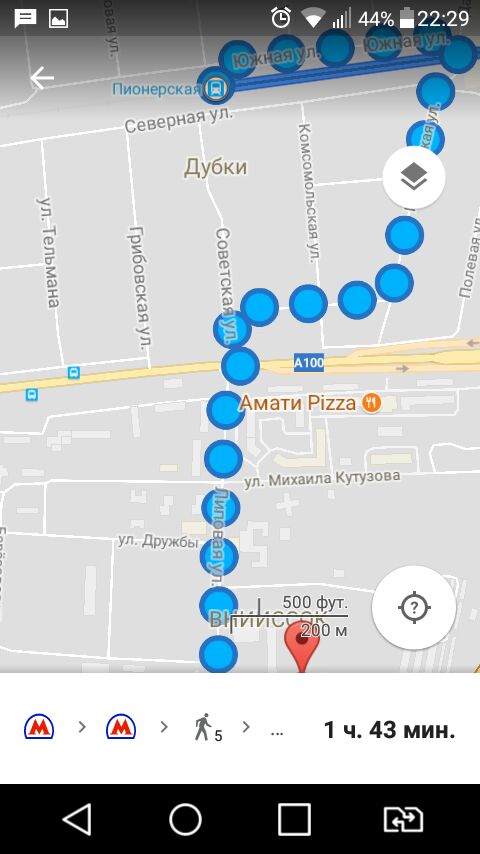 44% 22:29
Южная ул.
Южная ул.
Пионерская
Северная ул.
Дубки
Комсомольская ул.
ул. Тельмана
Грибовская ул.
Советская ул.
Полевая ул.
А100
Амати Pizza
ул. Михаила Кутузова
Липовая ул.
ул. Дружбы
500 фут.
ВНИИССОК
200 м
?
М > М > 5 > ... 1 ч. 43 мин.